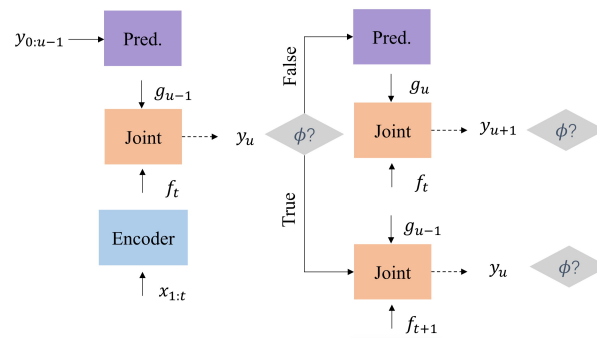 y₀:ᵤ₋₁
Pred.
gᵤ₋₁
Joint
yᵤ
ϕ?
fₜ
Encoder
x₁:ₜ
False
Pred.
gᵤ
Joint
yᵤ₊₁
ϕ?
fₜ
True
gᵤ₋₁
Joint
yᵤ
ϕ?
fₜ₊₁